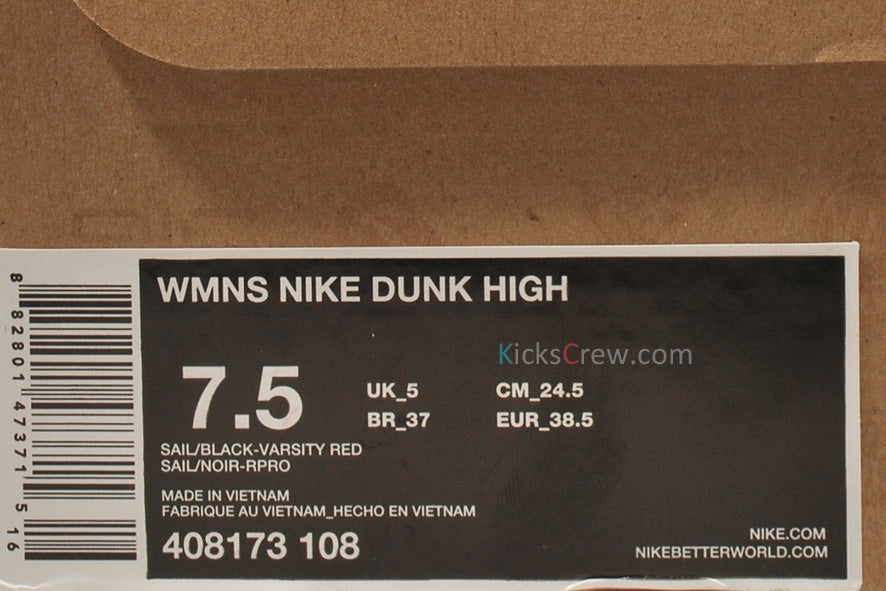 WMNS NIKE DUNK HIGH
KicksCrew.com
7.5
UK_5 CM_24.5
BR_37 EUR_38.5
SAIL/BLACK-VARSITY RED
SAIL/NOIR-RPRO
MADE IN VIETNAM
FABRIQUE AU VIETNAM_HECHO EN VIETNAM
408173 108
NIKE.COM
NIKEBETTERWORLD.COM
8 82801 47371 5 16